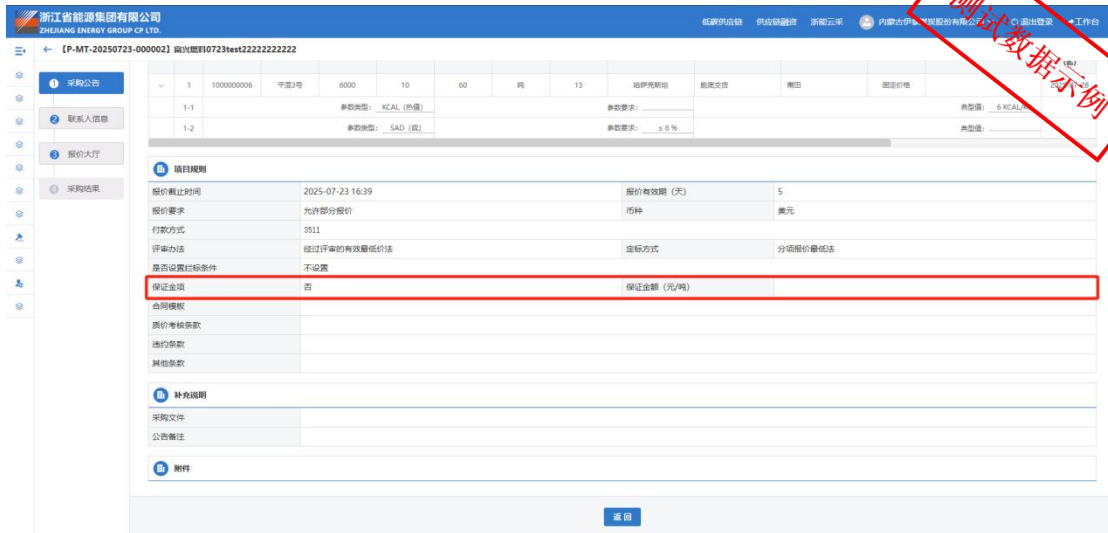 浙江省能源集团有限公司
ZHEJIANG ENERGY GROUP CP LTD.
低碳供应链 供应链融资 浙能云采 内蒙古伊 退出登录 工作台
测试数据示例
【P-MT-20250723-000002】富兴燃料0723test22222222222
1 采购公告
2 联系人信息
3 报价大厅
4 采购结果
1 1000000006 平混3号 6000 10 60 吨 13 哈萨克斯坦 舱底交货 莆田 固定价格
1-1 参数类型: KCAL (热值) 参数要求: 典型值: 6 KCAL/
1-2 参数类型: SAD (硫) 参数要求: ≤ 6 % 典型值:
项目规则
报价截止时间 2025-07-23 16:39 报价有效期 (天) 5
报价要求 允许部分报价 币种 美元
付款方式 3511
评审办法 经过评审的有效最低价法 定标方式 分项报价最低法
是否设置拦标条件 不设置
保证金项 否 保证金额 (元/吨)
合同模板
质价考核条款
违约条款
其他条款
补充说明
采购文件
公告备注
附件
返 回